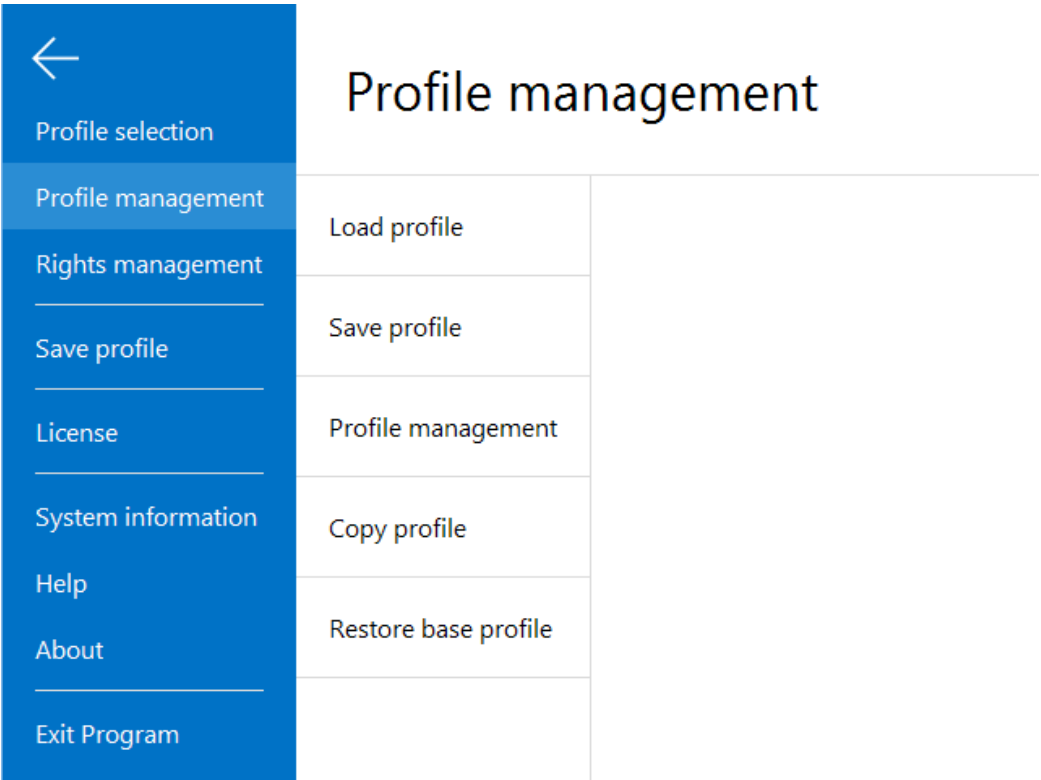 Profile selection
Profile management
Rights management
Save profile
License
System information
Help
About
Exit Program
Profile management
Load profile
Save profile
Profile management
Copy profile
Restore base profile